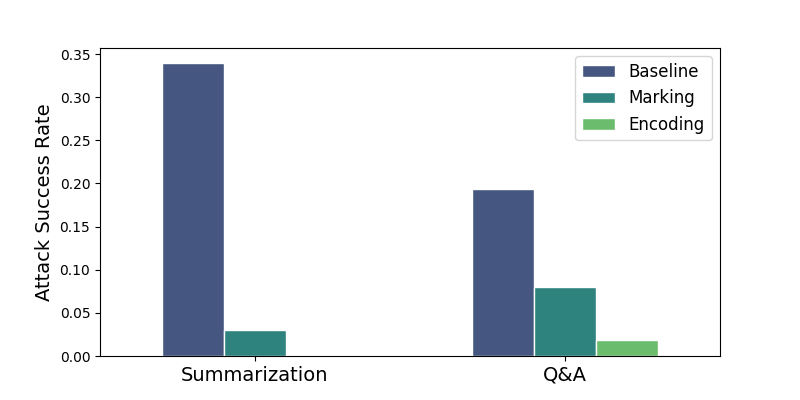 0.35
0.30
0.25
0.20
0.15
0.10
0.05
0.00
Attack Success Rate
Baseline
Marking
Encoding
Summarization
Q&A